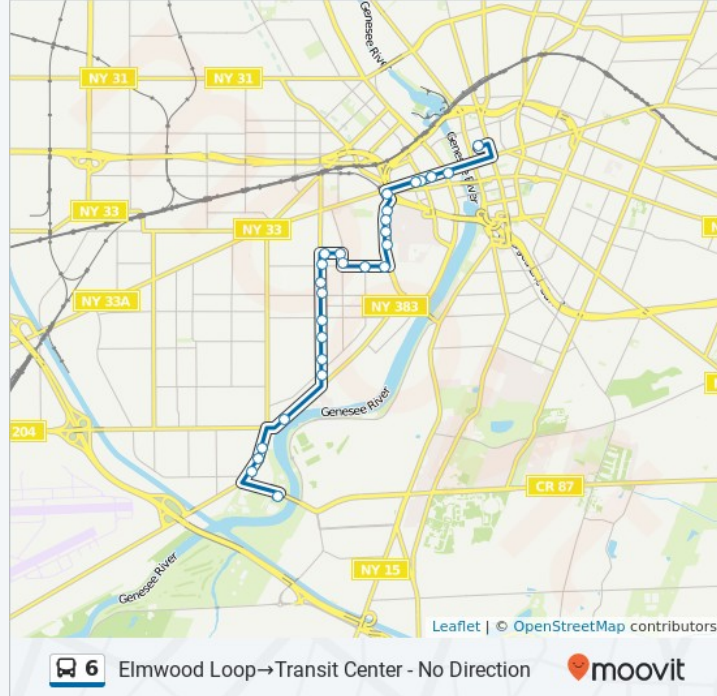 Genesee River
NY 31
NY 31
Genesee River
NY 33
NY 33
NY 33A
NY 383
Genesee River
204
CR 87
NY 15
Genesee River
Leaflet | © OpenStreetMap contributors
6 Elmwood Loop→Transit Center - No Direction
moovit